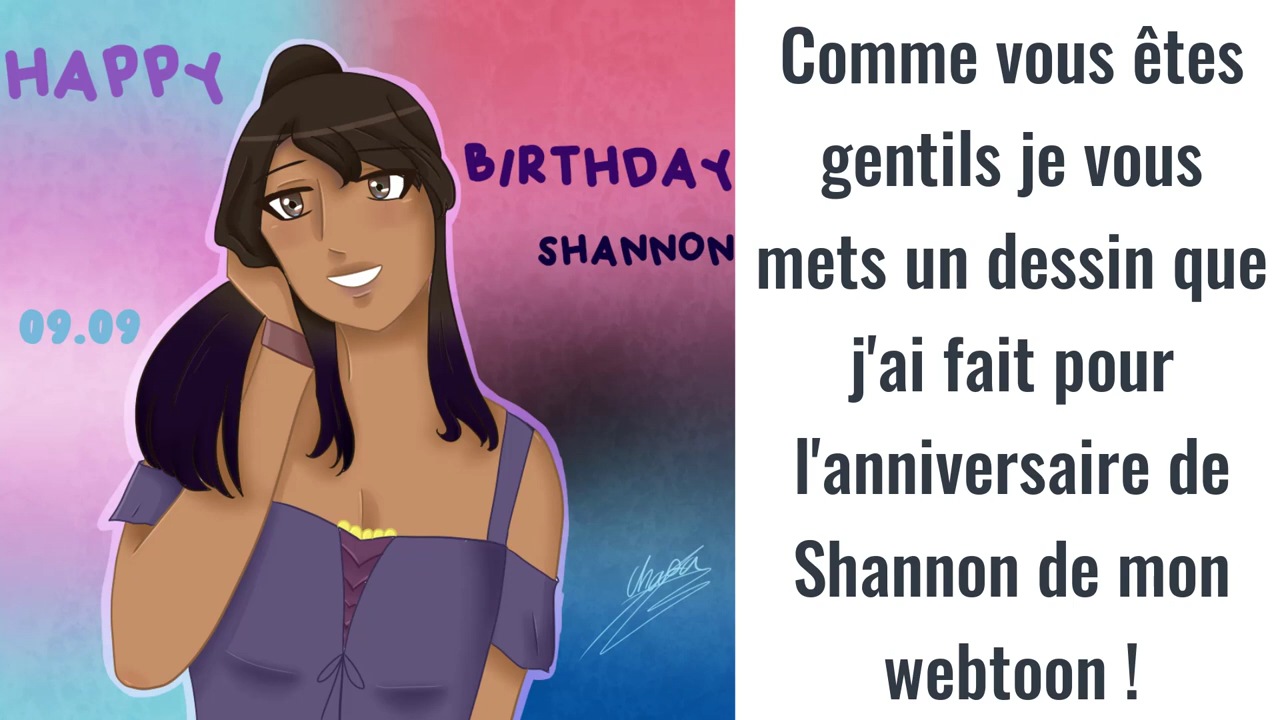 HAPPY
BIRTHDAY
SHANNON
09.09
Comme vous êtes
gentils je vous
mets un dessin que
j'ai fait pour
l'anniversaire de
Shannon de mon
webtoon !